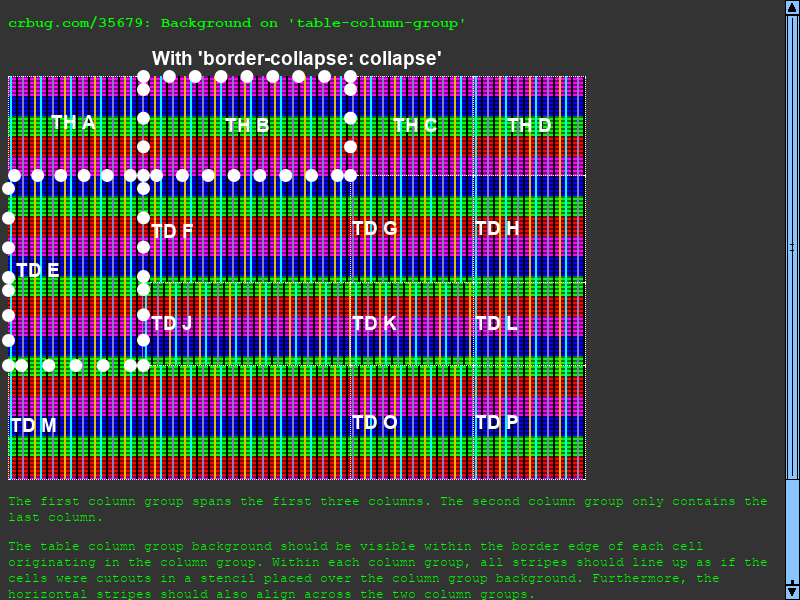 crbug.com/35679: Background on 'table-column-group'
With 'border-collapse: collapse'
TH A TH B TH C TH D
TD F TD G TD H
TD E
TD J TD K TD L
TD M TD O TD P
The first column group spans the first three columns. The second column group only contains the
last column.
The table column group background should be visible within the border edge of each cell
originating in the column group. Within each column group, all stripes should line up as if the
cells were cutouts in a stencil placed over the column group background. Furthermore, the
horizontal stripes should also align across the two column groups.